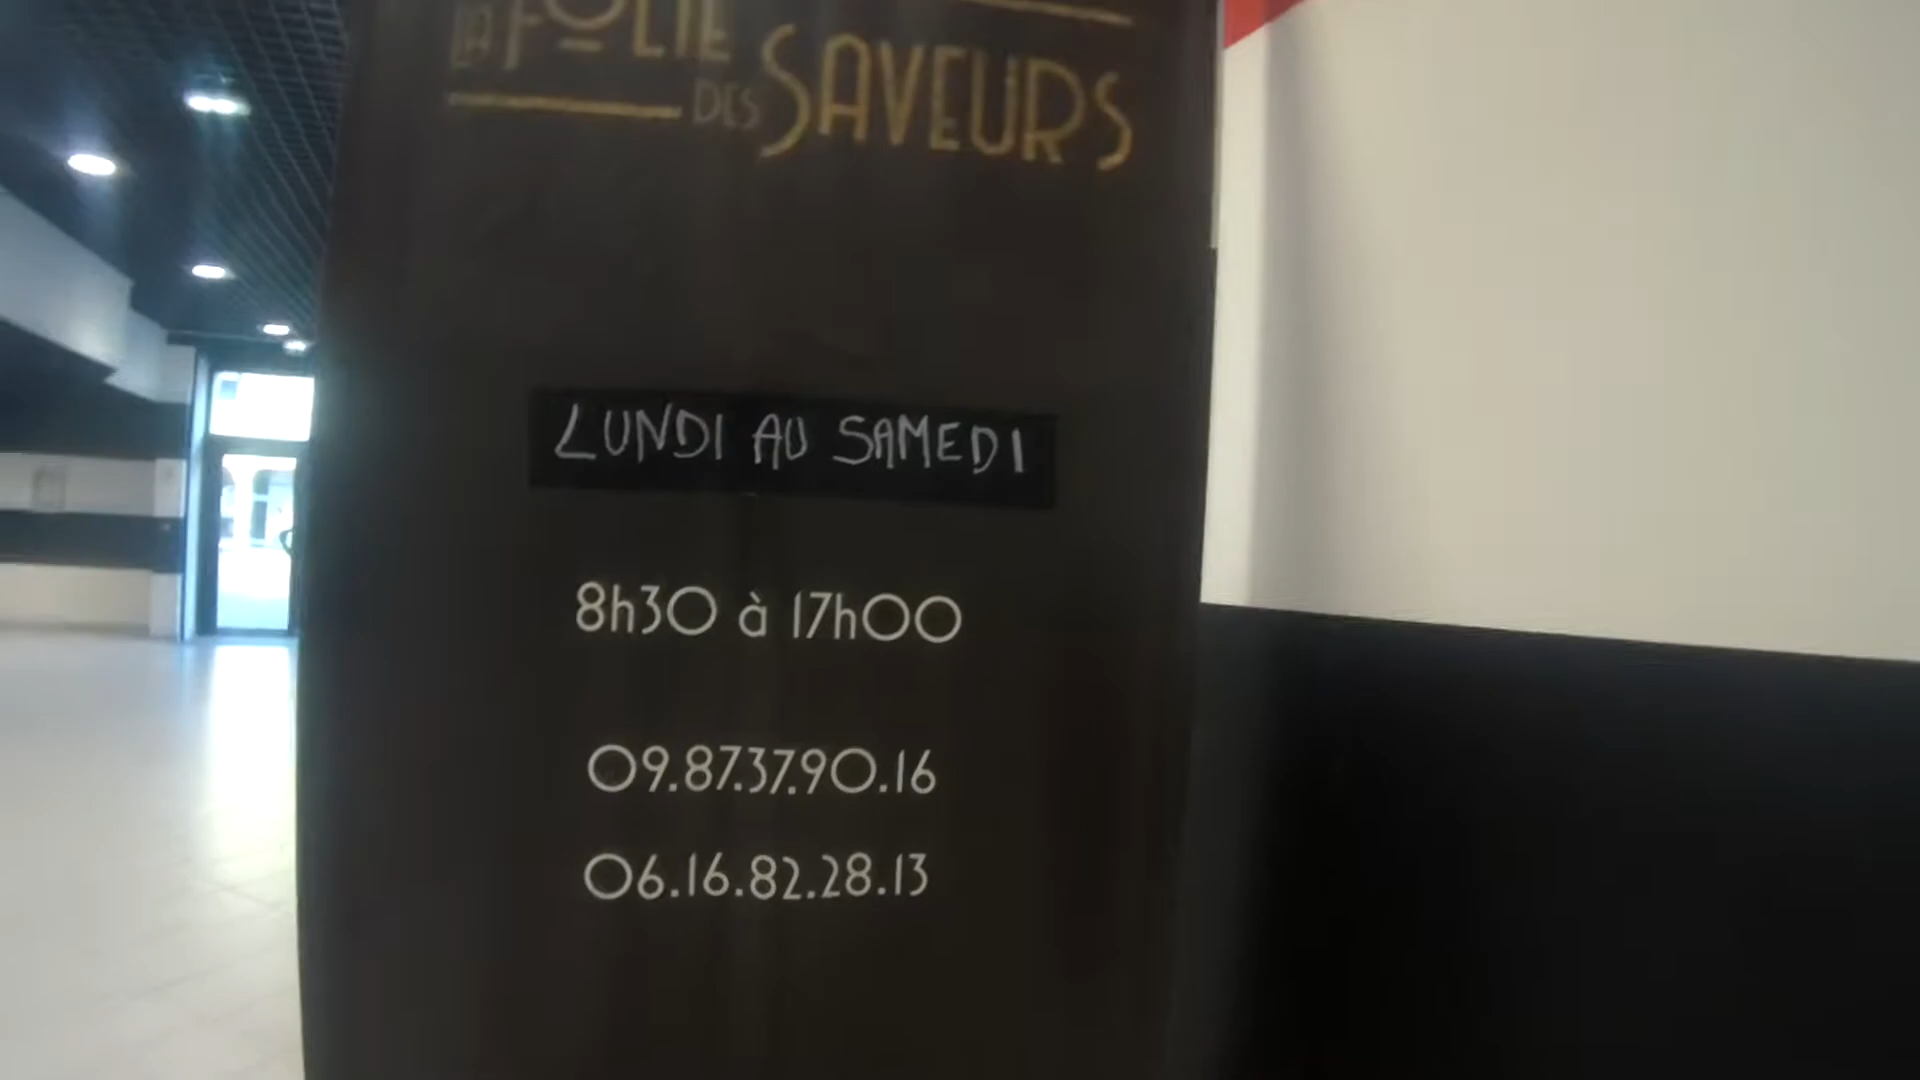 LA FOLIE
DES SAVEURS
LUNDI AU SAMEDI
8h30 à 17h00
09.87.37.90.16
06.16.82.28.13